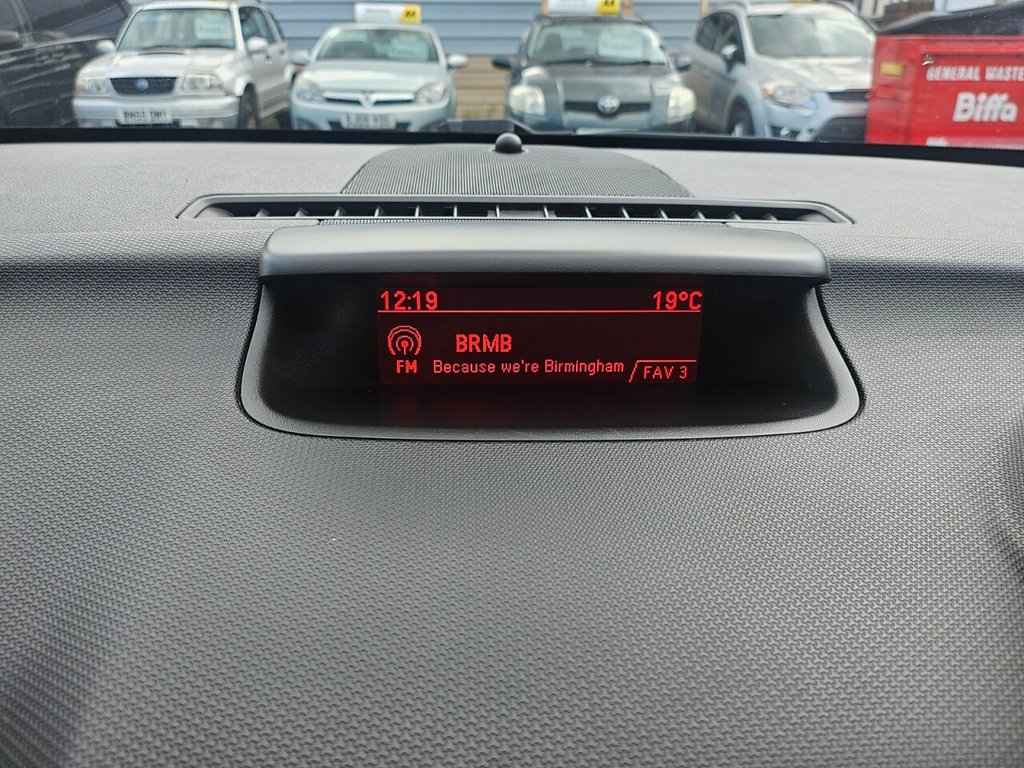 GENERAL WASTE
Biffa
12:19
19°C
BRMB
FM
Because we're Birmingham
FAV 3